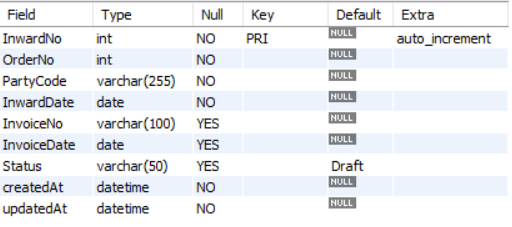 Field Type Null Key Default Extra
InwardNo int NO PRI NULL auto_increment
OrderNo int NO NULL
PartyCode varchar(255) NO NULL
InwardDate date NO NULL
InvoiceNo varchar(100) YES NULL
InvoiceDate date YES NULL
Status varchar(50) YES Draft
createdAt datetime NO NULL
updatedAt datetime NO NULL